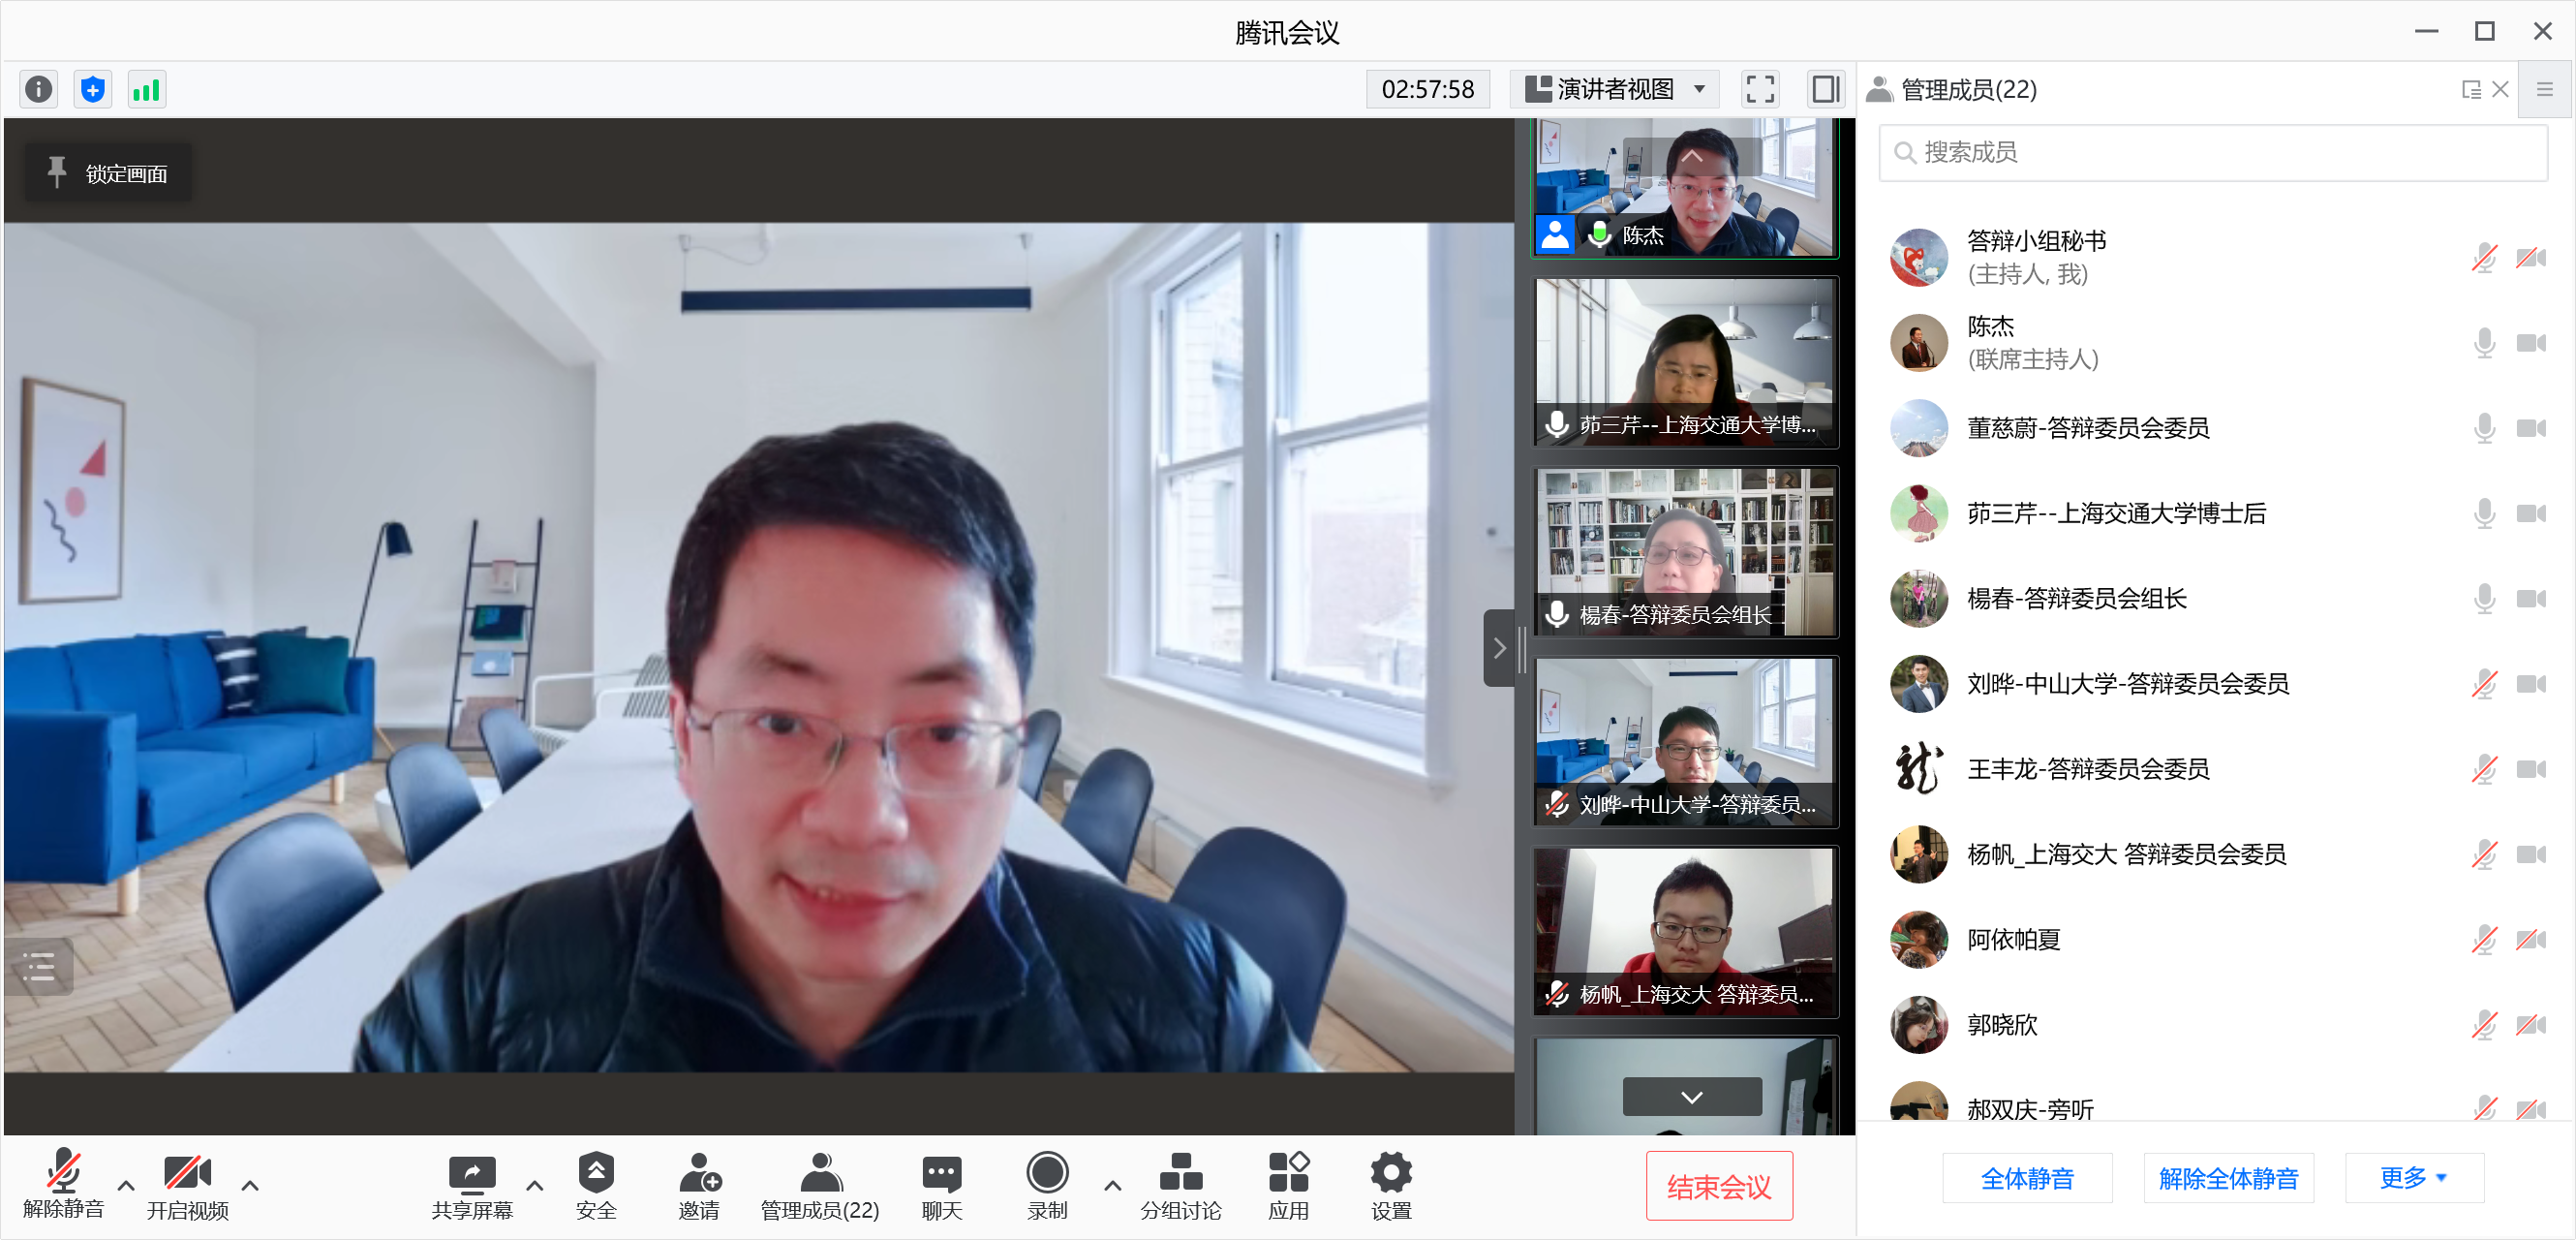 腾讯会议
02:57:58
演讲者视图
管理成员(22)
锁定画面
搜索成员
陈杰
茆三芹--上海交通大学博...
楊春-答辩委员会组长_
刘晔-中山大学-答辩委员...
杨帆_上海交大 答辩委员...
答辩小组秘书
(主持人, 我)
陈杰
(联席主持人)
董慈蔚-答辩委员会委员
茆三芹--上海交通大学博士后
楊春-答辩委员会组长
刘晔-中山大学-答辩委员会委员
王丰龙-答辩委员会委员
杨帆_上海交大 答辩委员会委员
阿依帕夏
郭晓欣
郝双庆-旁听
解除静音
开启视频
共享屏幕
安全
邀请
管理成员(22)
聊天
录制
分组讨论
应用
设置
结束会议
全体静音
解除全体静音
更多